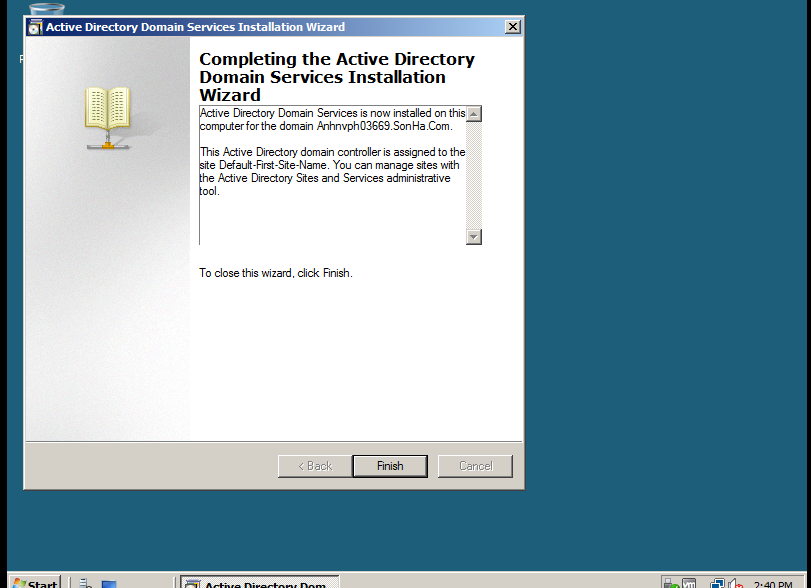 Active Directory Domain Services Installation Wizard
Completing the Active Directory
Domain Services Installation
Wizard
Active Directory Domain Services is now installed on this
computer for the domain Anhnvph03669.SonHa.Com.
This Active Directory domain controller is assigned to the
site Default-First-Site-Name. You can manage sites with
the Active Directory Sites and Services administrative
tool.
To close this wizard, click Finish.
< Back
Finish
Cancel
Start
Active Directory Dom...
2:40 PM